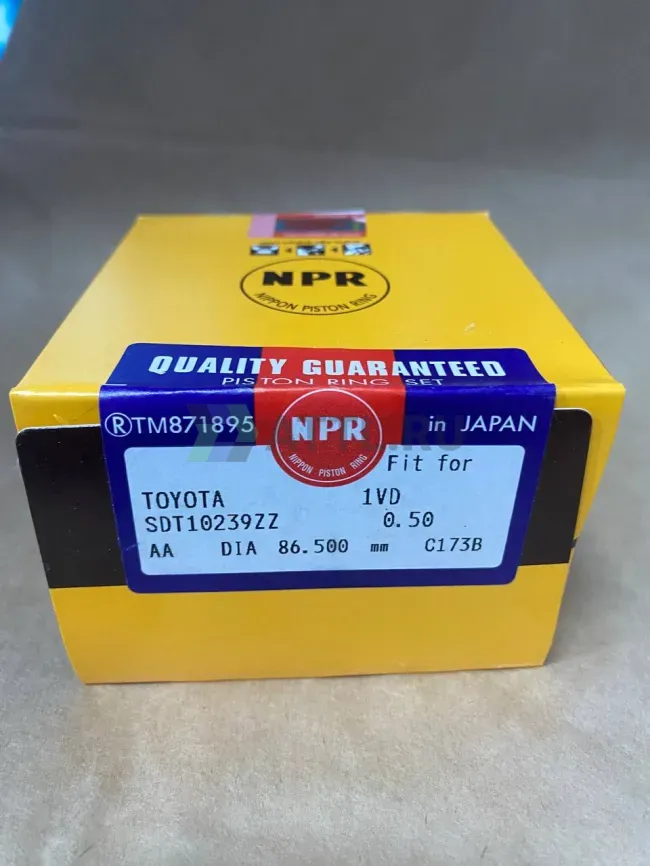 NPR
NIPPON PISTON RING
QUALITY GUARANTEED
PISTON RING SET
®TM871895
NPR
NIPPON PISTON RING
in JAPAN
Fit for
TOYOTA 1VD
SDT10239ZZ 0.50
AA DIA 86.500 mm C173B